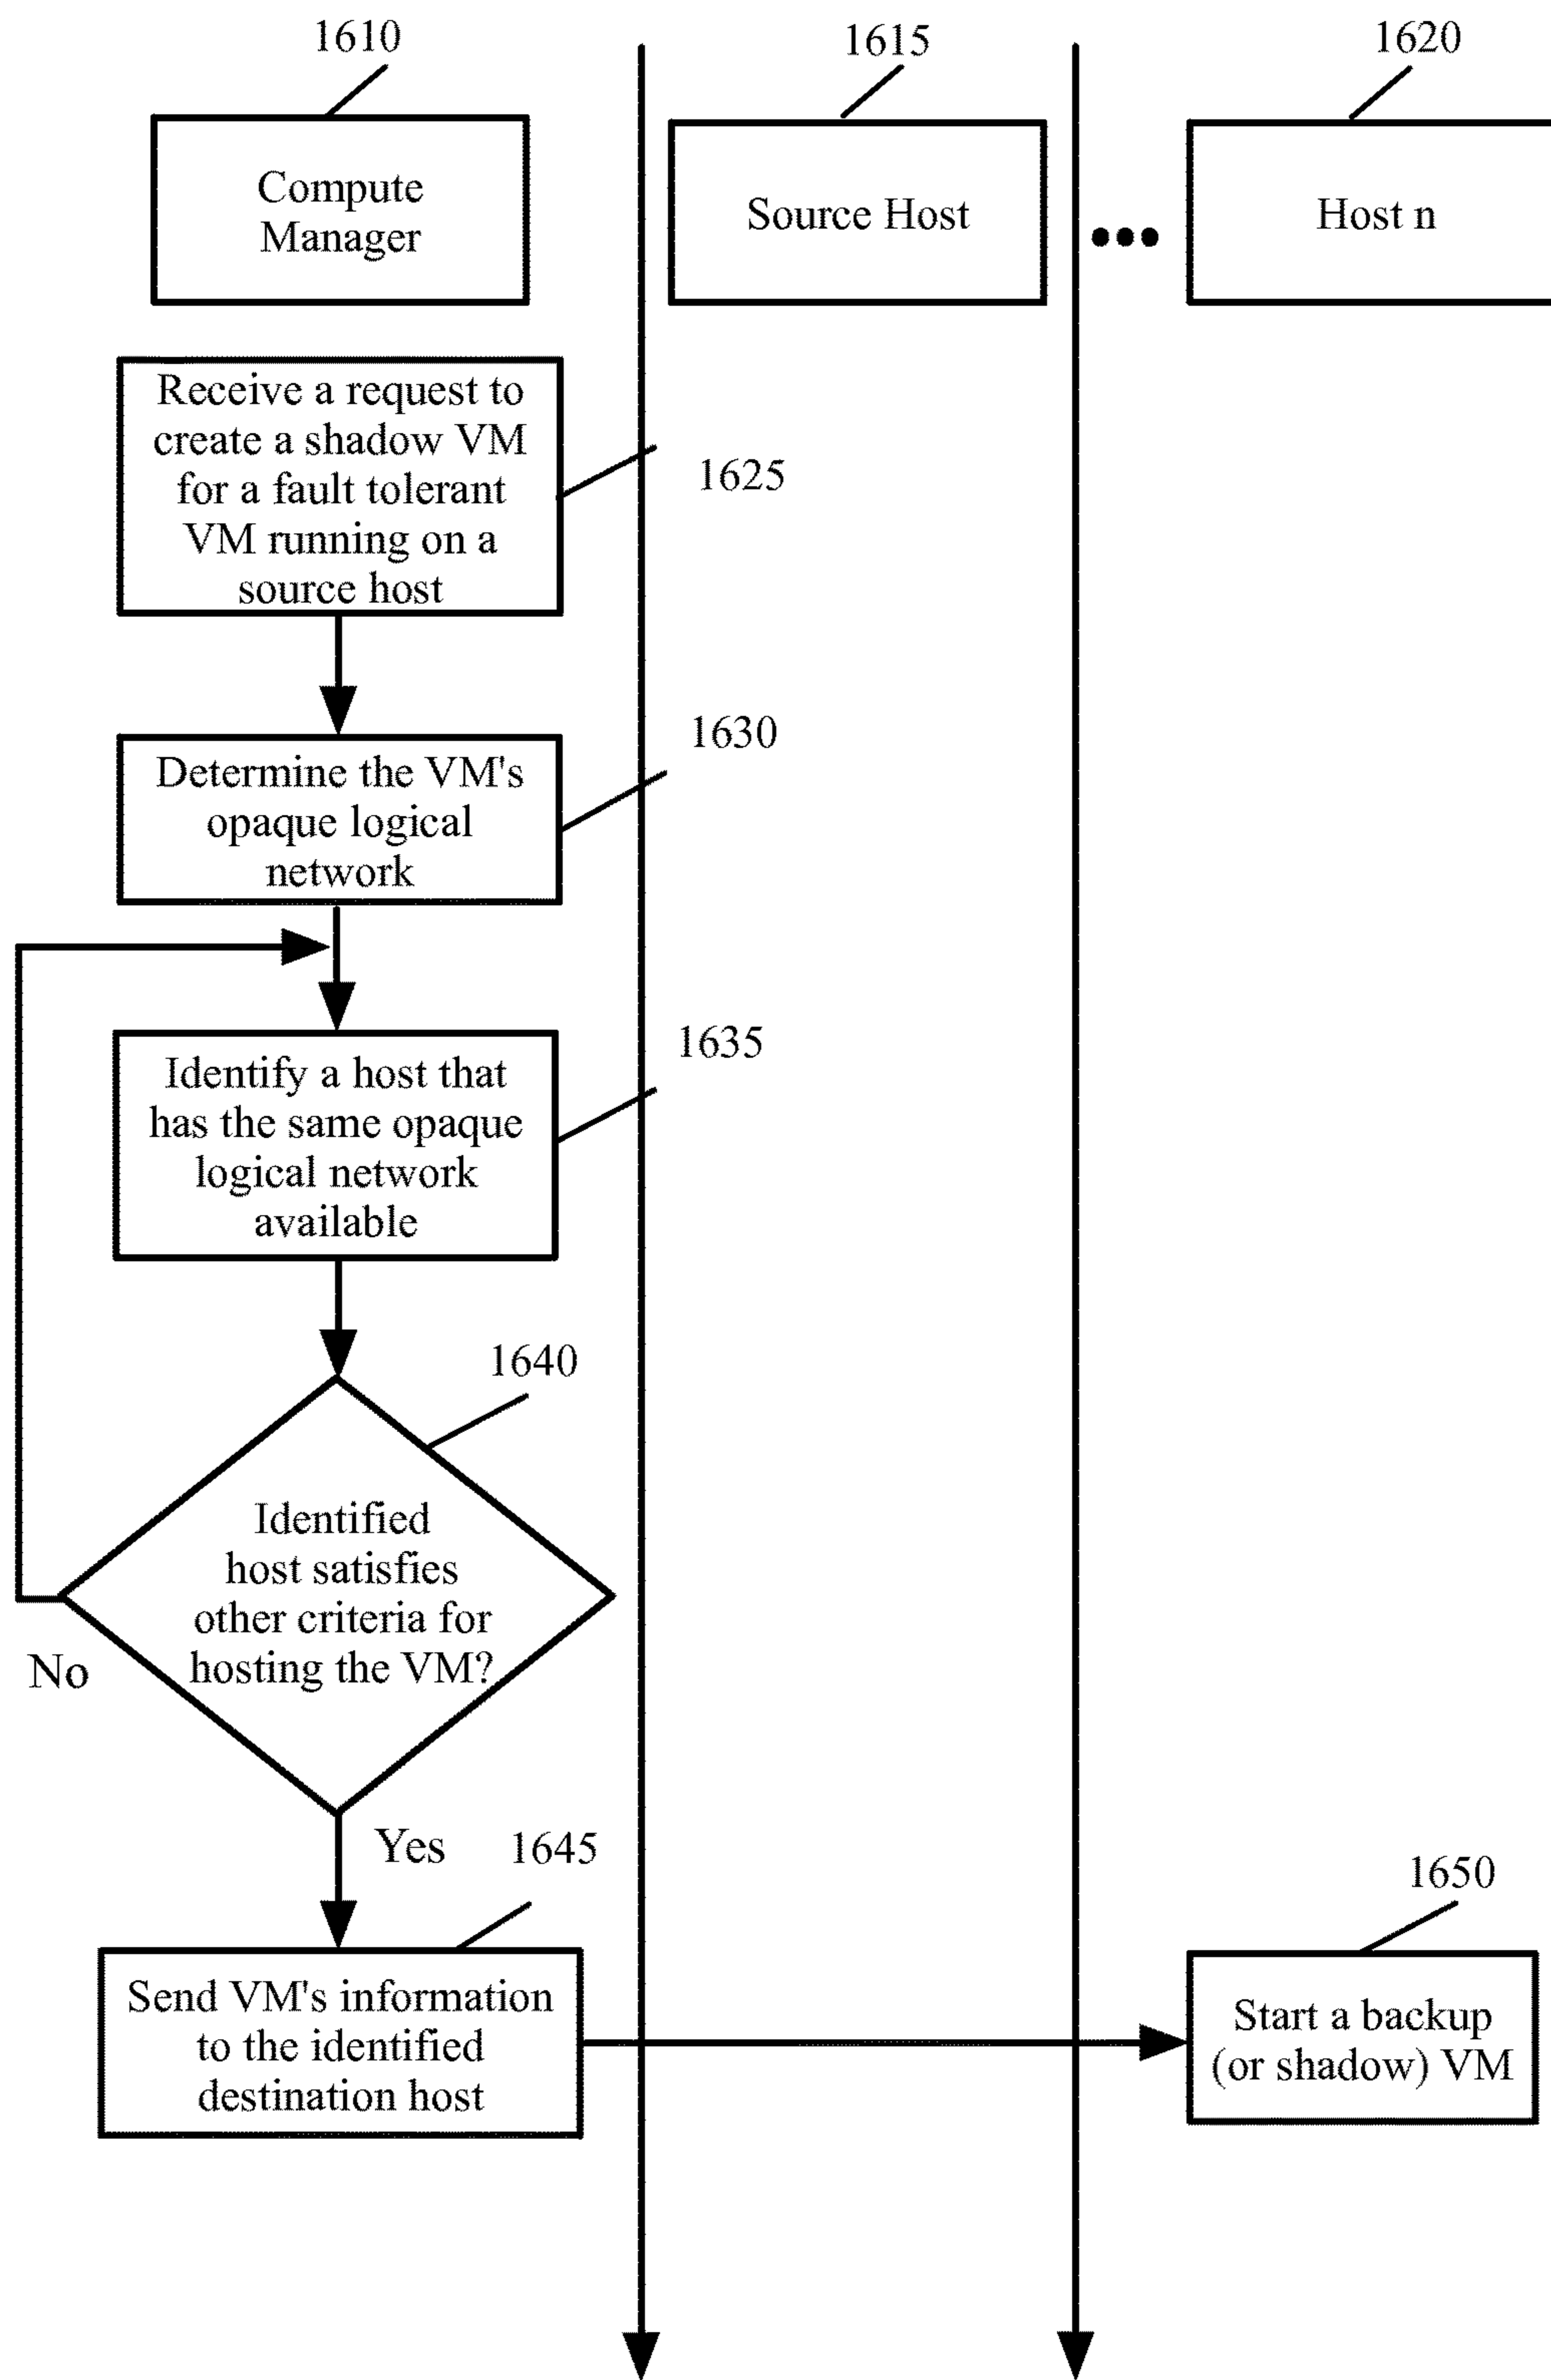 1610
1615
1620
Compute
Manager
Source Host
Host n
Receive a request to
create a shadow VM
for a fault tolerant
VM running on a
source host
1625
1630
Determine the VM's
opaque logical
network
1635
Identify a host that
has the same opaque
logical network
available
1640
Identified
host satisfies
other criteria for
hosting the VM?
No
Yes
1645
1650
Send VM's information
to the identified
destination host
Start a backup
(or shadow) VM